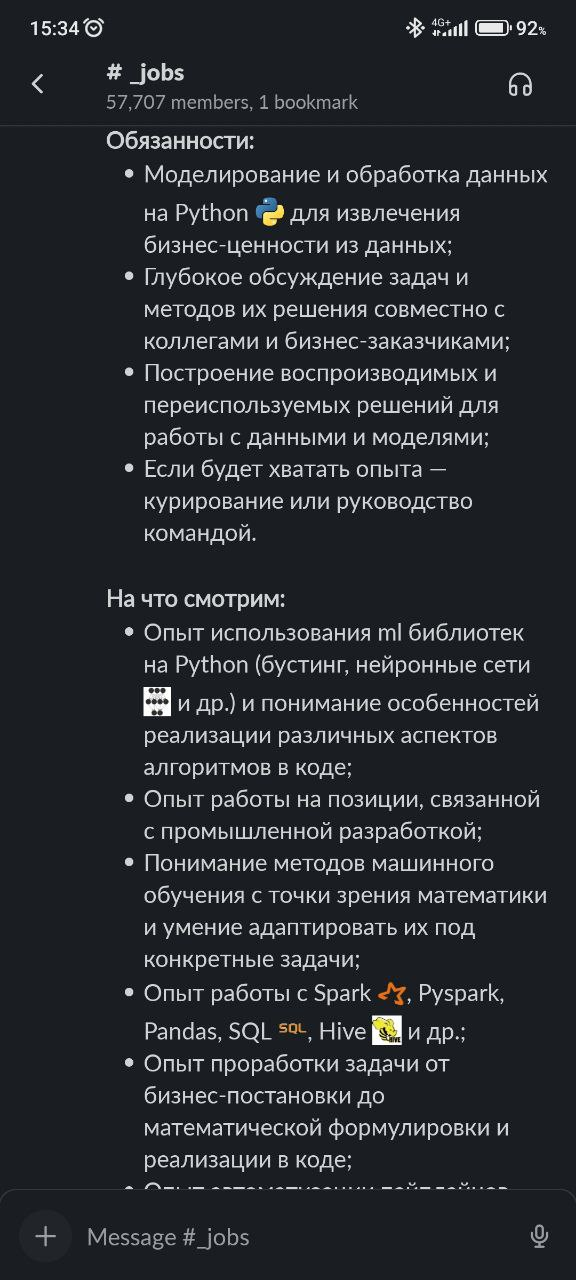 15:34
4G+
92%
# _jobs
57,707 members, 1 bookmark
Обязанности:
• Моделирование и обработка данных
на Python для извлечения
бизнес-ценности из данных;
• Глубокое обсуждение задач и
методов их решения совместно с
коллегами и бизнес-заказчиками;
• Построение воспроизводимых и
переиспользуемых решений для
работы с данными и моделями;
• Если будет хватать опыта —
курирование или руководство
командой.
На что смотрим:
• Опыт использования ml библиотек
на Python (бустинг, нейронные сети
и др.) и понимание особенностей
реализации различных аспектов
алгоритмов в коде;
• Опыт работы на позиции, связанной
с промышленной разработкой;
• Понимание методов машинного
обучения с точки зрения математики
и умение адаптировать их под
конкретные задачи;
• Опыт работы с Spark, Pyspark,
Pandas, SQL SQL, Hive HIVE и др.;
• Опыт проработки задачи от
бизнес-постановки до
математической формулировки и
реализации в коде;
• Опыт автоматизации пайплайнов
Message #_jobs